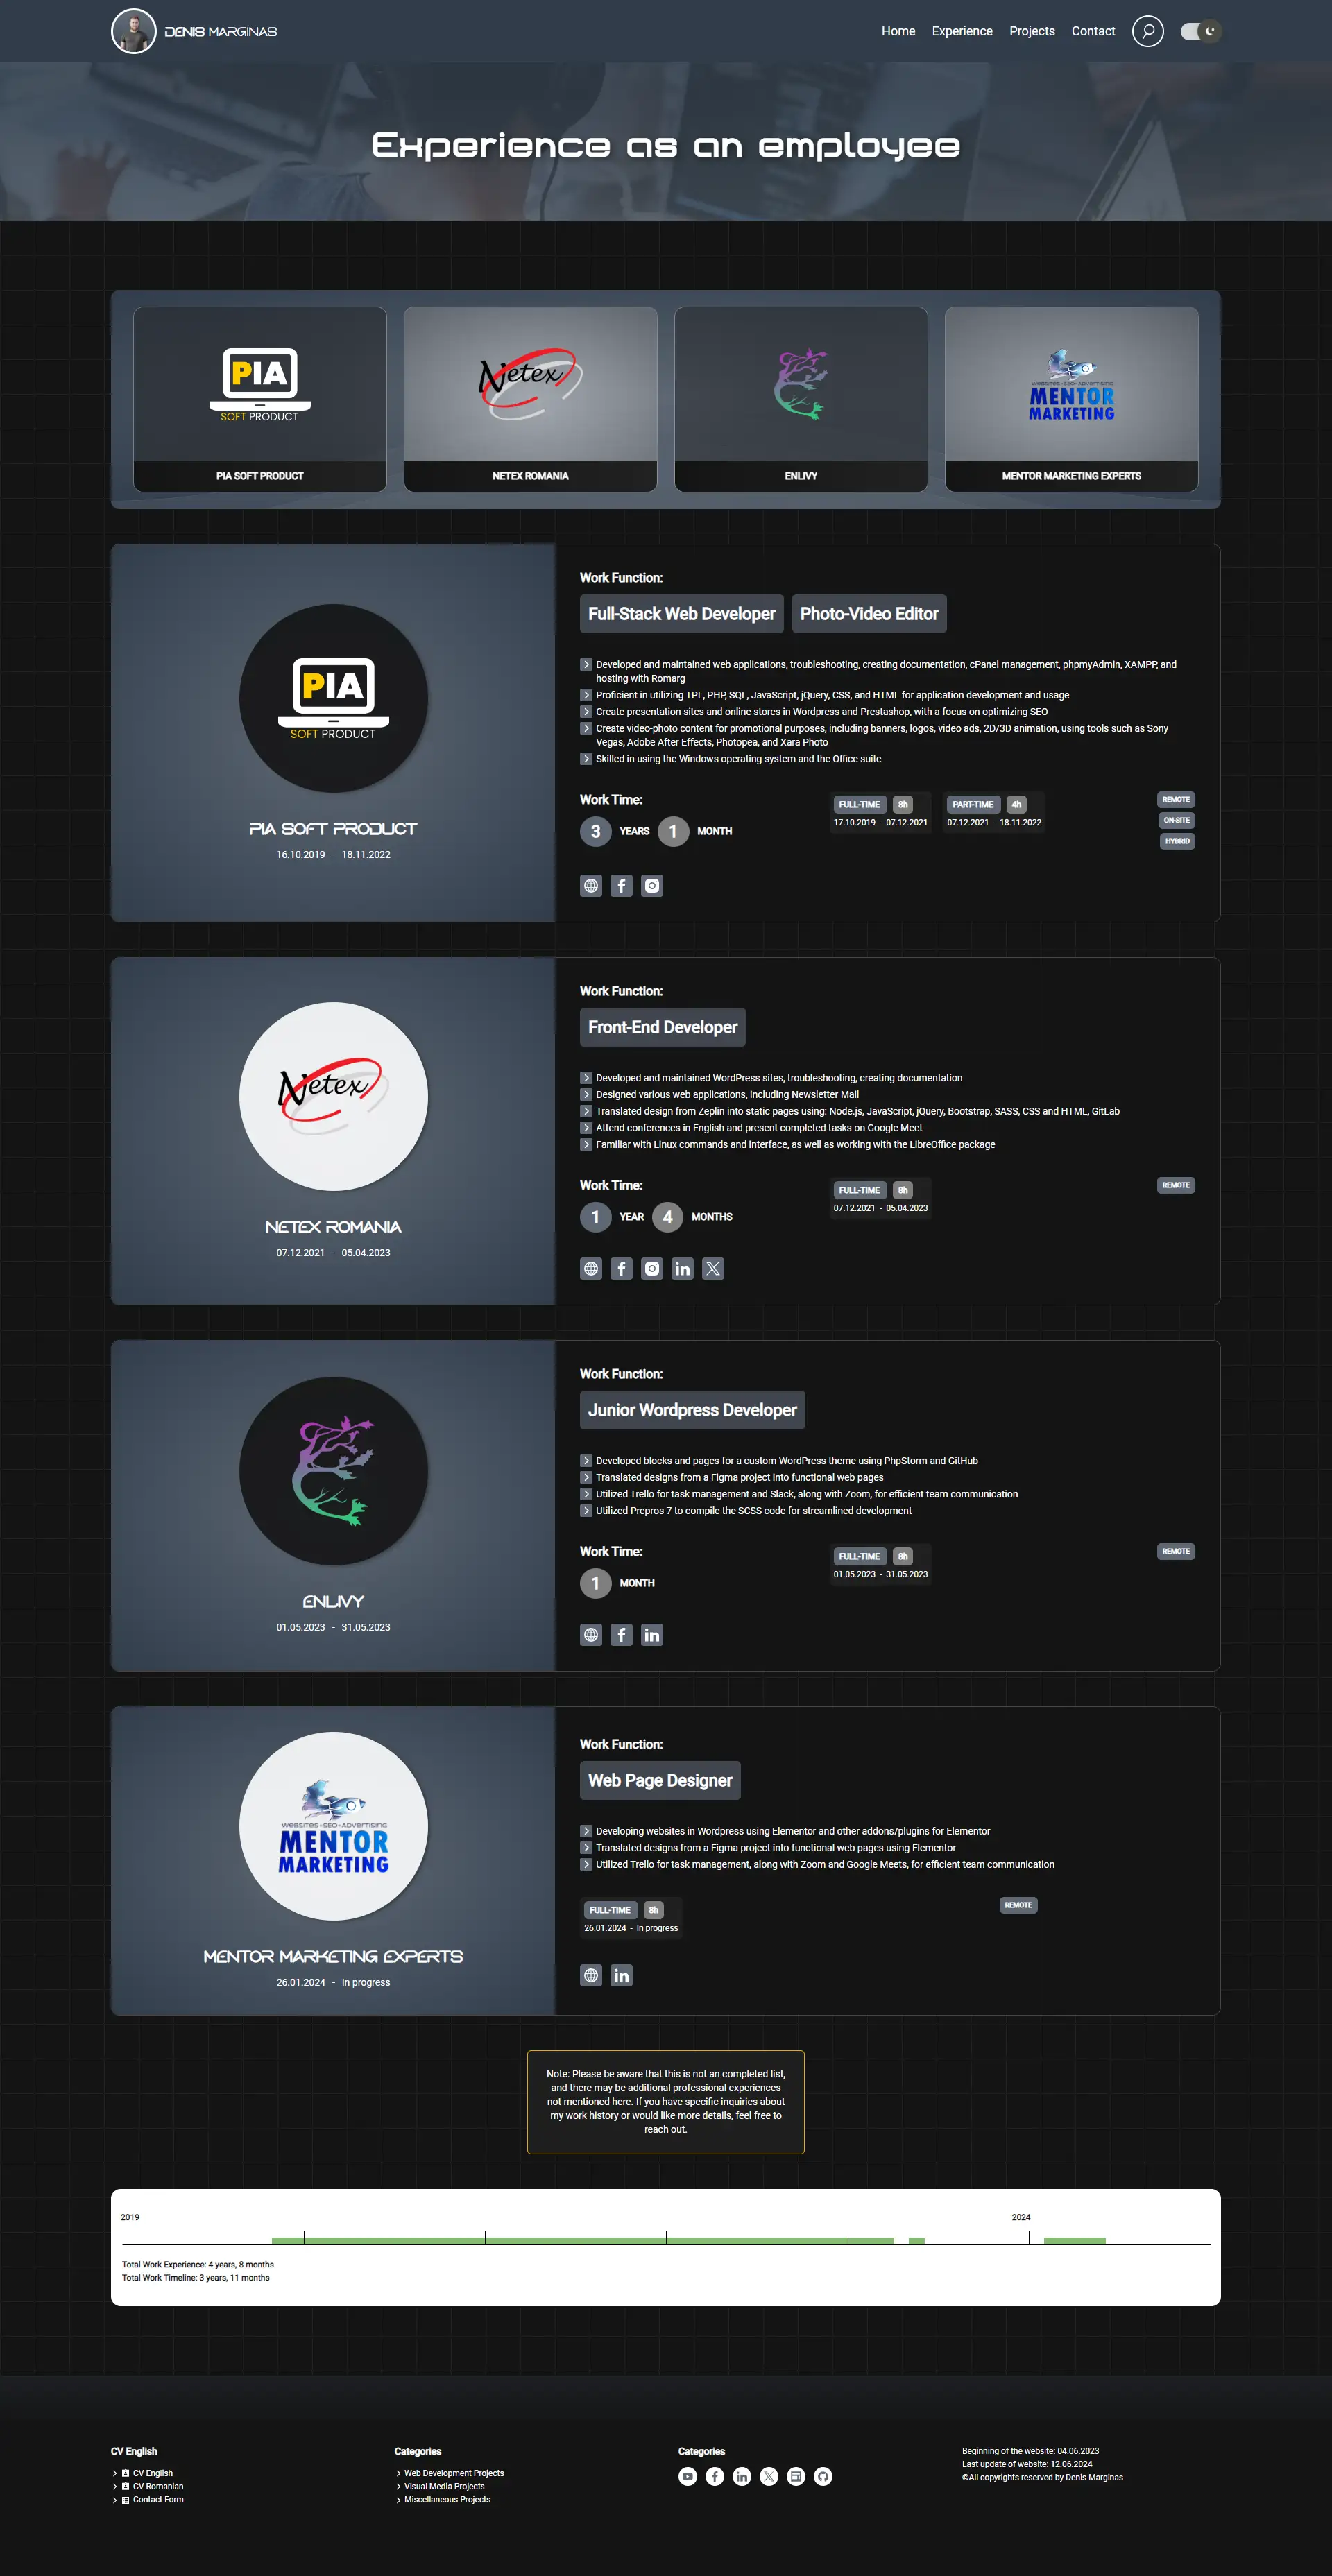 DENIS MARGINAS
Home Experience Projects Contact
Experience as an employee
PIA
SOFT PRODUCT
Netex
WEBSITES-SEO-ADVERTISING
MENTOR
MARKETING
PIA SOFT PRODUCT
NETEX ROMANIA
ENLIVY
MENTOR MARKETING EXPERTS
PIA
SOFT PRODUCT
PIA SOFT PRODUCT
16.10.2019 - 18.11.2022
Work Function:
Full-Stack Web Developer Photo-Video Editor
Developed and maintained web applications, troubleshooting, creating documentation, cPanel management, phpmyAdmin, XAMPP, and
hosting with Romarg
Proficient in utilizing TPL, PHP, SQL, JavaScript, jQuery, CSS, and HTML for application development and usage
Create presentation sites and online stores in Wordpress and Prestashop, with a focus on optimizing SEO
Create video-photo content for promotional purposes, including banners, logos, video ads, 2D/3D animation, using tools such as Sony
Vegas, Adobe After Effects, Photopea, and Xara Photo
Skilled in using the Windows operating system and the Office suite
Work Time:
3 YEARS 1 MONTH
FULL-TIME 8h
17.10.2019 - 07.12.2021
PART-TIME 4h
07.12.2021 - 18.11.2022
REMOTE
ON-SITE
HYBRID
Netex
NETEX ROMANIA
07.12.2021 - 05.04.2023
Work Function:
Front-End Developer
Developed and maintained WordPress sites, troubleshooting, creating documentation
Designed various web applications, including Newsletter Mail
Translated design from Zeplin into static pages using: Node.js, JavaScript, jQuery, Bootstrap, SASS, CSS and HTML, GitLab
Attend conferences in English and present completed tasks on Google Meet
Familiar with Linux commands and interface, as well as working with the LibreOffice package
Work Time:
1 YEAR 4 MONTHS
FULL-TIME 8h
07.12.2021 - 05.04.2023
REMOTE
ENLIVY
01.05.2023 - 31.05.2023
Work Function:
Junior Wordpress Developer
Developed blocks and pages for a custom WordPress theme using PhpStorm and GitHub
Translated designs from a Figma project into functional web pages
Utilized Trello for task management and Slack, along with Zoom, for efficient team communication
Utilized Prepros 7 to compile the SCSS code for streamlined development
Work Time:
1 MONTH
FULL-TIME 8h
01.05.2023 - 31.05.2023
REMOTE
WEBSITES-SEO-ADVERTISING
MENTOR
MARKETING
MENTOR MARKETING EXPERTS
26.01.2024 - In progress
Work Function:
Web Page Designer
Developing websites in Wordpress using Elementor and other addons/plugins for Elementor
Translated designs from a Figma project into functional web pages using Elementor
Utilized Trello for task management, along with Zoom and Google Meets, for efficient team communication
FULL-TIME 8h
26.01.2024 - In progress
REMOTE
Note: Please be aware that this is not an completed list,
and there may be additional professional experiences
not mentioned here. If you have specific inquiries about
my work history or would like more details, feel free to
reach out.
2019 2024
Total Work Experience: 4 years, 8 months
Total Work Timeline: 3 years, 11 months
CV English
CV English
CV Romanian
Contact Form
Categories
Web Development Projects
Visual Media Projects
Miscellaneous Projects
Categories
Beginning of the website: 04.06.2023
Last update of website: 12.06.2024
©All copyrights reserved by Denis Marginas